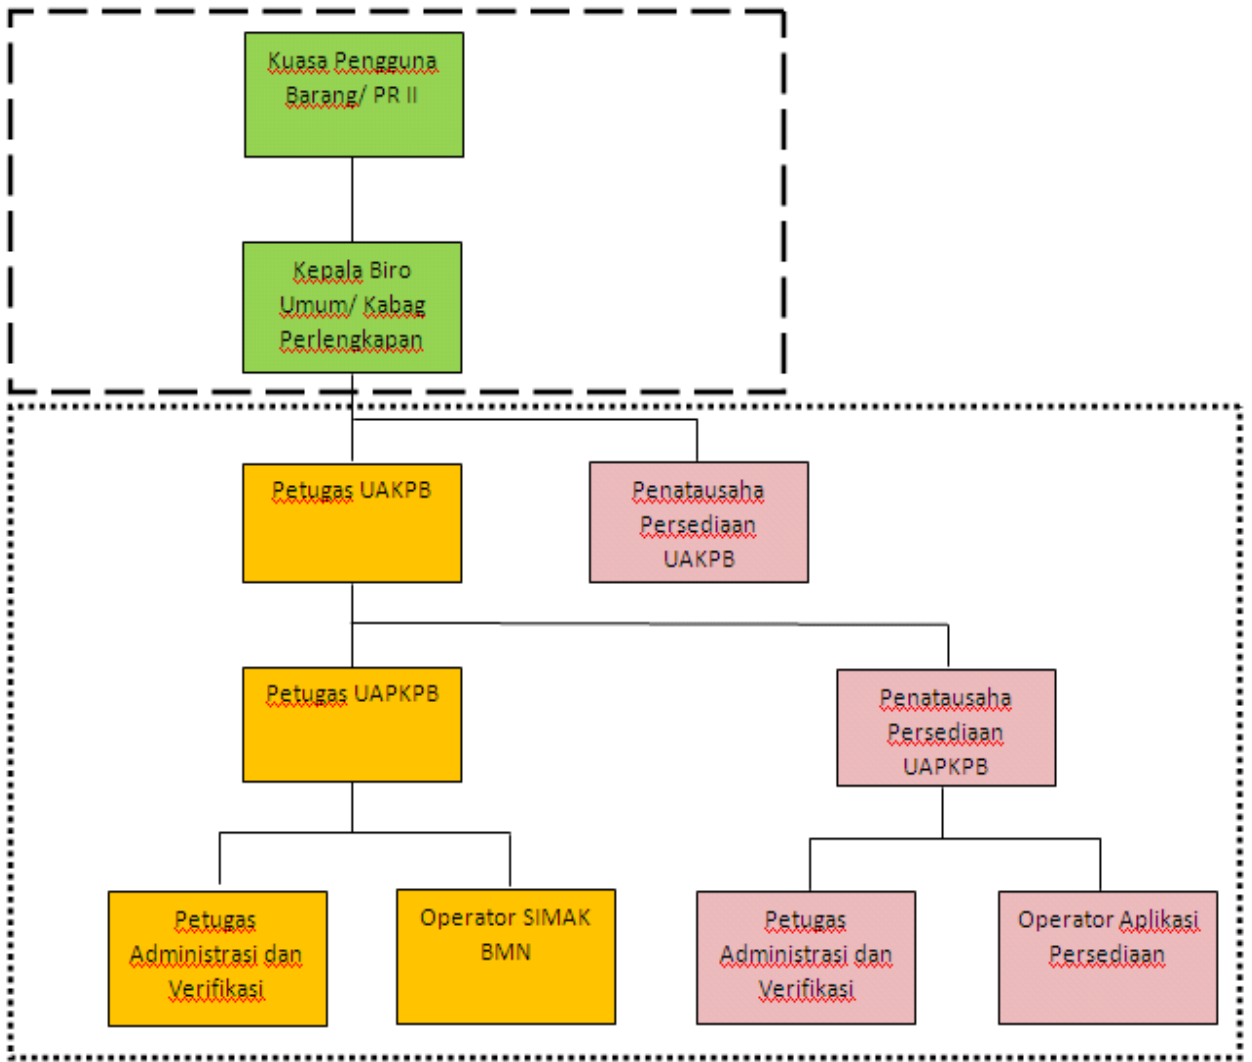 Kuasa Pengguna
Barang/ PR II
Kepala Biro
Umum/ Kabag
Perlengkapan
Petugas UAKPB
Penatausaha
Persediaan
UAKPB
Petugas UAPKPB
Penatausaha
Persediaan
UAPKPB
Petugas
Administrasi dan
Verifikasi
Operator SIMAK
BMN
Petugas
Administrasi dan
Verifikasi
Operator Aplikasi
Persediaan